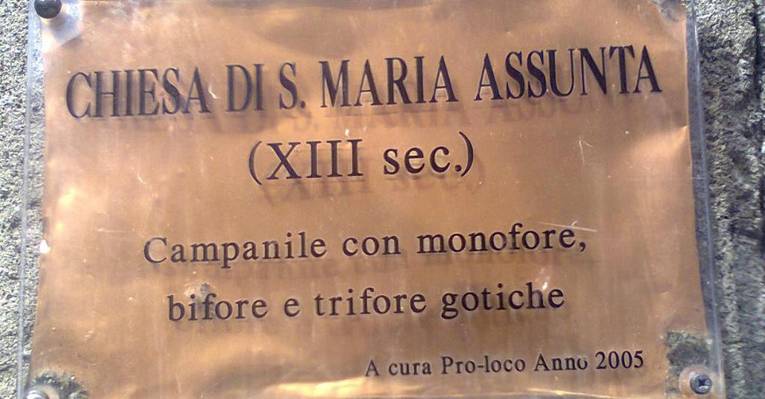 CHIESA DI S. MARIA ASSUNTA
(XIII sec.)
Campanile con monofore,
bifore e trifore gotiche
A cura Pro-loco Anno 2005